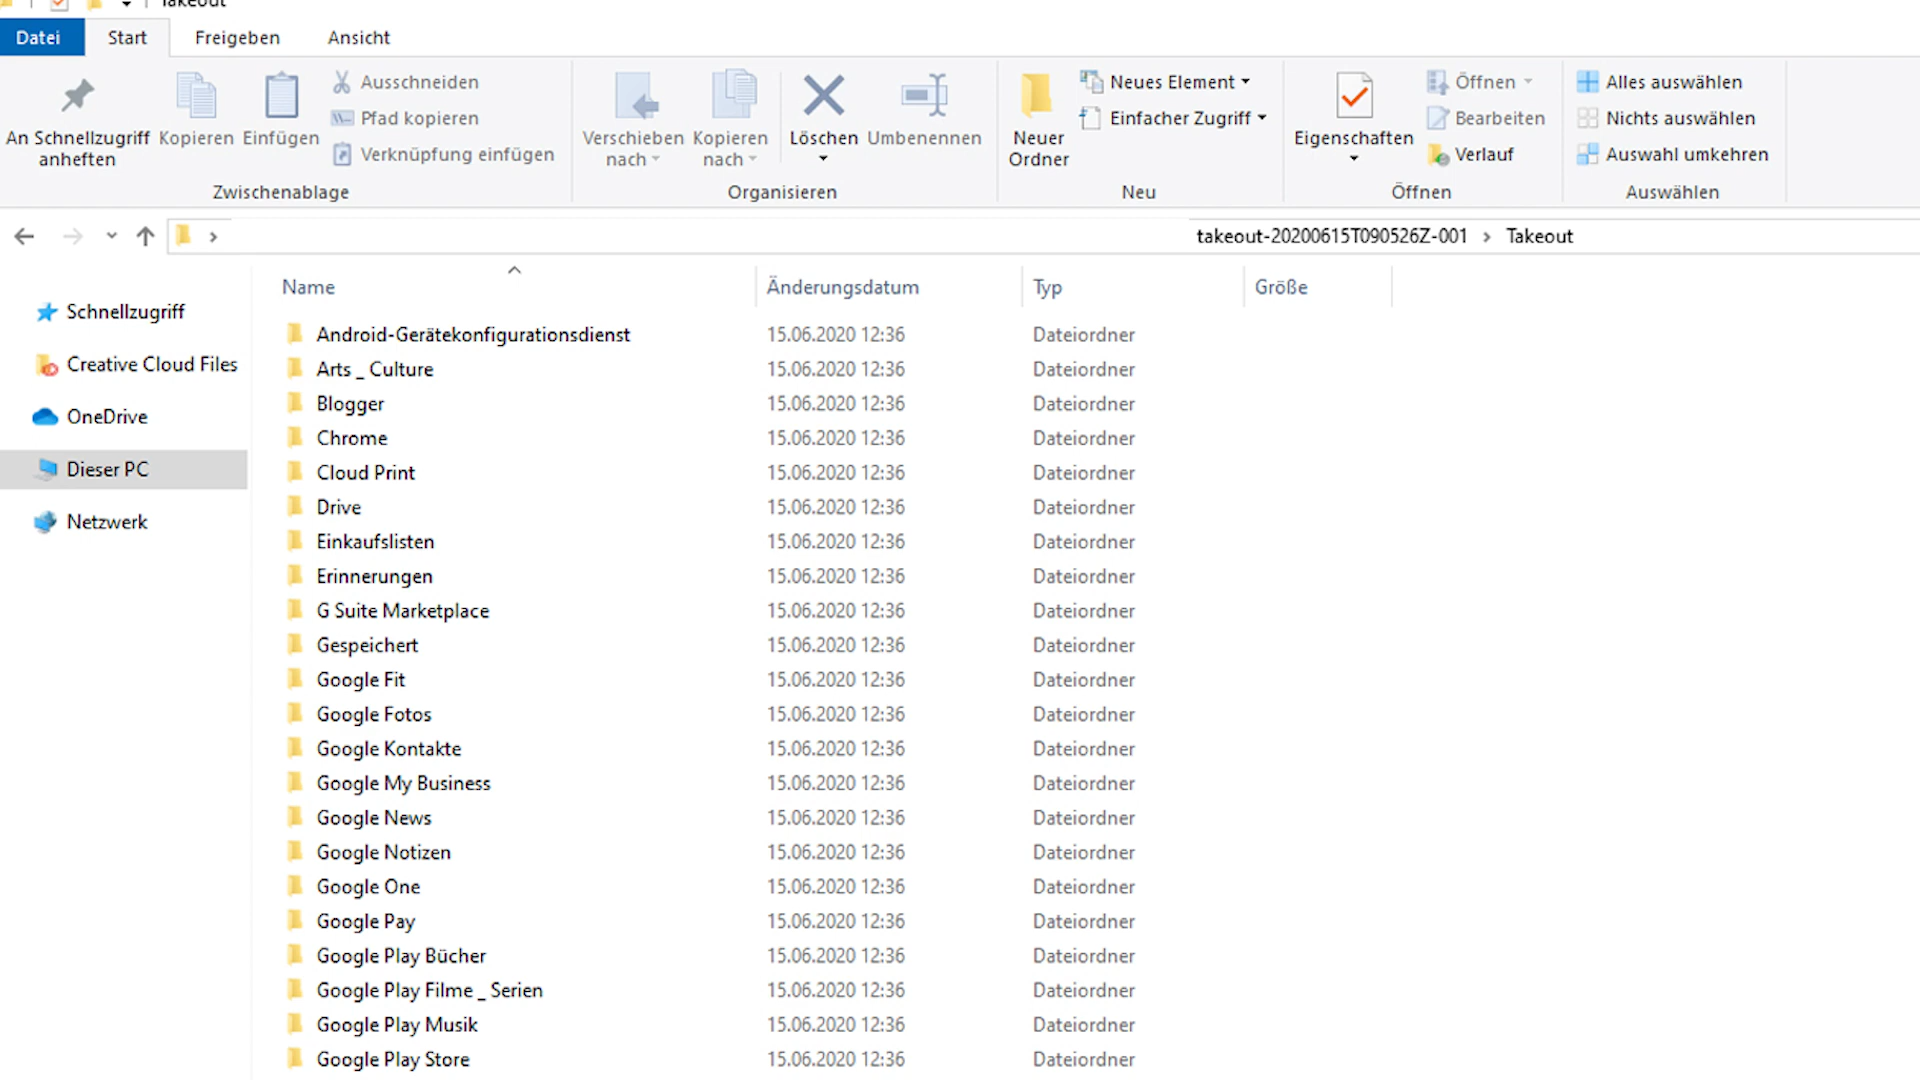 Takeout
Datei Start Freigeben Ansicht
An Schnellzugriff anheften
Kopieren
Einfügen
Ausschneiden
Pfad kopieren
Verknüpfung einfügen
Zwischenablage
Verschieben nach
Kopieren nach
Löschen
Umbenennen
Organisieren
Neuer Ordner
Neues Element
Einfacher Zugriff
Neu
Eigenschaften
Öffnen
Bearbeiten
Verlauf
Öffnen
Alles auswählen
Nichts auswählen
Auswahl umkehren
Auswählen
takeout-20200615T090526Z-001 › Takeout
Schnellzugriff
Creative Cloud Files
OneDrive
Dieser PC
Netzwerk
Name Änderungsdatum Typ Größe
Android-Gerätekonfigurationsdienst 15.06.2020 12:36 Dateiordner
Arts _ Culture 15.06.2020 12:36 Dateiordner
Blogger 15.06.2020 12:36 Dateiordner
Chrome 15.06.2020 12:36 Dateiordner
Cloud Print 15.06.2020 12:36 Dateiordner
Drive 15.06.2020 12:36 Dateiordner
Einkaufslisten 15.06.2020 12:36 Dateiordner
Erinnerungen 15.06.2020 12:36 Dateiordner
G Suite Marketplace 15.06.2020 12:36 Dateiordner
Gespeichert 15.06.2020 12:36 Dateiordner
Google Fit 15.06.2020 12:36 Dateiordner
Google Fotos 15.06.2020 12:36 Dateiordner
Google Kontakte 15.06.2020 12:36 Dateiordner
Google My Business 15.06.2020 12:36 Dateiordner
Google News 15.06.2020 12:36 Dateiordner
Google Notizen 15.06.2020 12:36 Dateiordner
Google One 15.06.2020 12:36 Dateiordner
Google Pay 15.06.2020 12:36 Dateiordner
Google Play Bücher 15.06.2020 12:36 Dateiordner
Google Play Filme _ Serien 15.06.2020 12:36 Dateiordner
Google Play Musik 15.06.2020 12:36 Dateiordner
Google Play Store 15.06.2020 12:36 Dateiordner